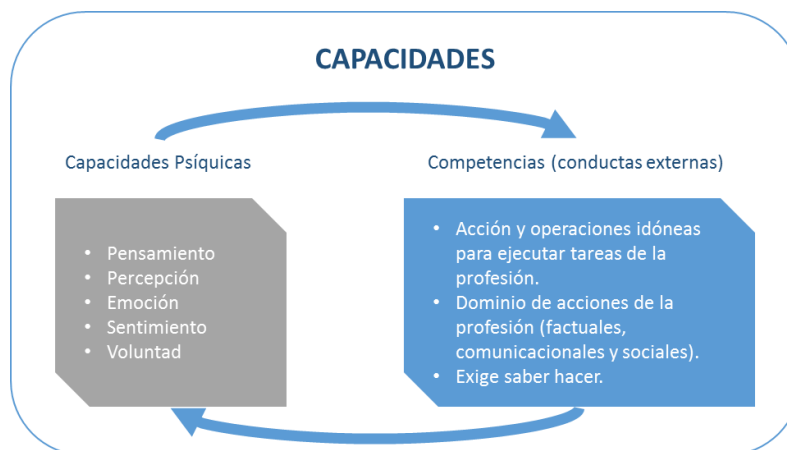 CAPACIDADES
Capacidades Psíquicas
• Pensamiento
• Percepción
• Emoción
• Sentimiento
• Voluntad
Competencias (conductas externas)
• Acción y operaciones idóneas
para ejecutar tareas de la
profesión.
• Dominio de acciones de la
profesión (factuales,
comunicacionales y sociales).
• Exige saber hacer.